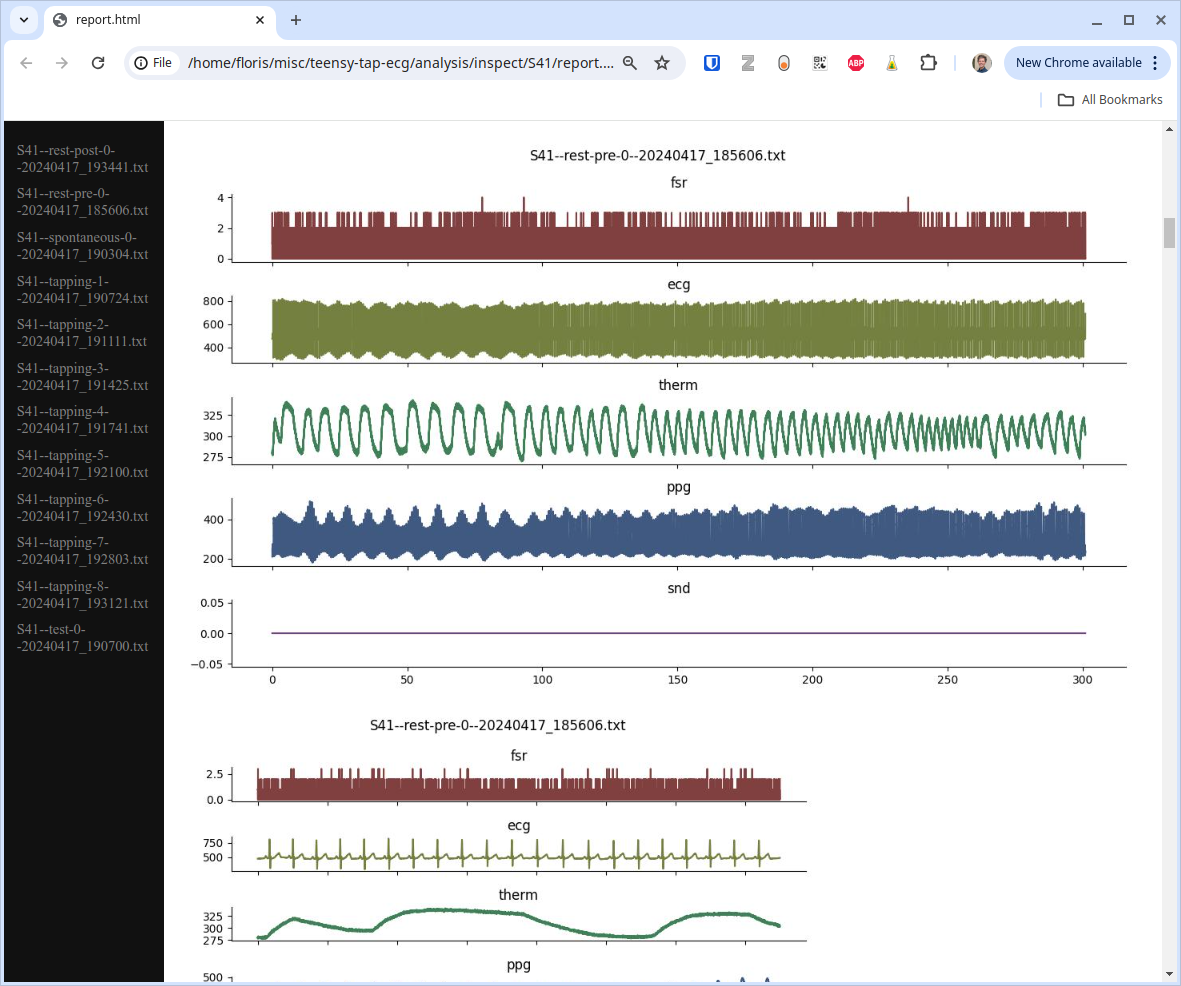 report.html
File
/home/floris/misc/teensy-tap-ecg/analysis/inspect/S41/report....
ABP
New Chrome available
All Bookmarks
S41--rest-post-0-
-20240417_193441.txt
S41--rest-pre-0-
-20240417_185606.txt
S41--spontaneous-0-
-20240417_190304.txt
S41--tapping-1-
-20240417_190724.txt
S41--tapping-2-
-20240417_191111.txt
S41--tapping-3-
-20240417_191425.txt
S41--tapping-4-
-20240417_191741.txt
S41--tapping-5-
-20240417_192100.txt
S41--tapping-6-
-20240417_192430.txt
S41--tapping-7-
-20240417_192803.txt
S41--tapping-8-
-20240417_193121.txt
S41--test-0-
-20240417_190700.txt
S41--rest-pre-0--20240417_185606.txt
fsr
4
2
0
ecg
800
600
400
therm
325
300
275
ppg
400
200
snd
0.05
0.00
−0.05
0 50 100 150 200 250 300
S41--rest-pre-0--20240417_185606.txt
fsr
2.5
0.0
ecg
750
500
therm
325
300
275
ppg
500